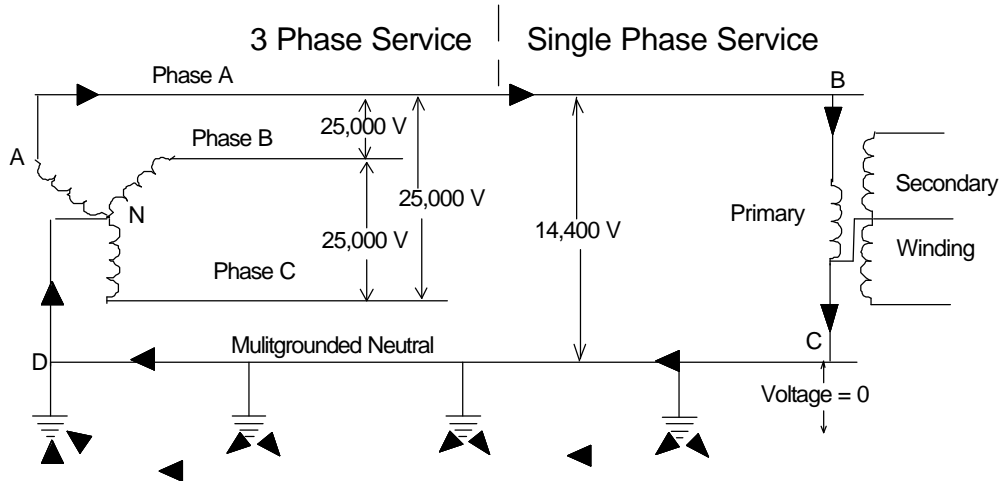 3 Phase Service
Single Phase Service
Phase A
B
25,000 V
Phase B
A
25,000 V
Secondary
N
Primary
14,400 V
25,000 V
Winding
Phase C
Mulitgrounded Neutral
C
D
Voltage = 0